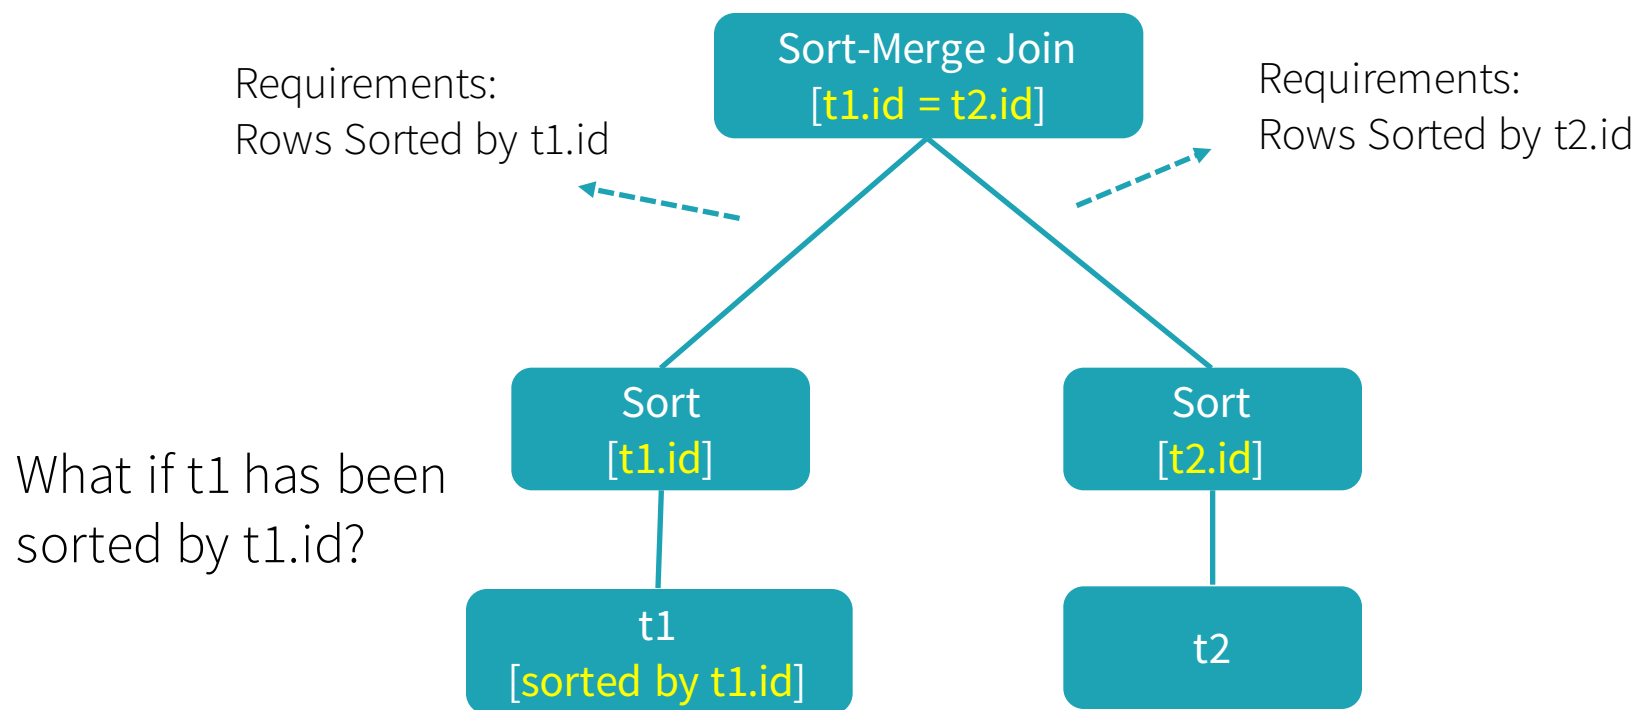 Sort-Merge Join
[t1.id = t2.id]
Requirements:
Rows Sorted by t1.id
Requirements:
Rows Sorted by t2.id
Sort
[t1.id]
Sort
[t2.id]
What if t1 has been
sorted by t1.id?
t1
[sorted by t1.id]
t2